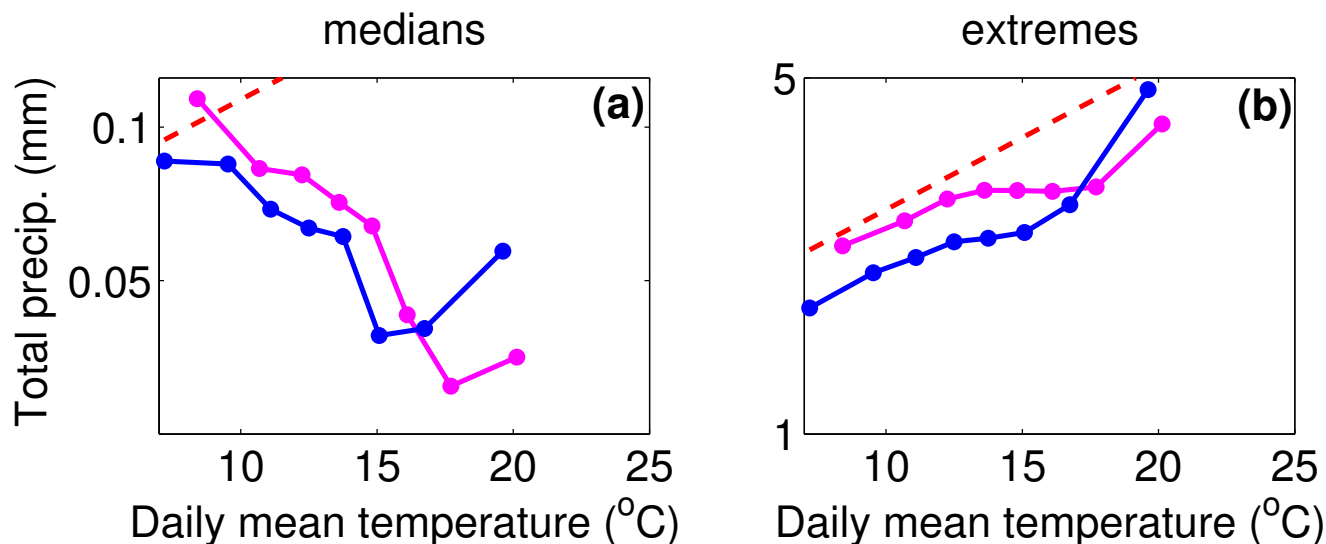 medians
extremes
(a)
(b)
Total precip. (mm)
0.1
0.05
5
1
10 15 20 25
10 15 20 25
Daily mean temperature (°C)
Daily mean temperature (°C)